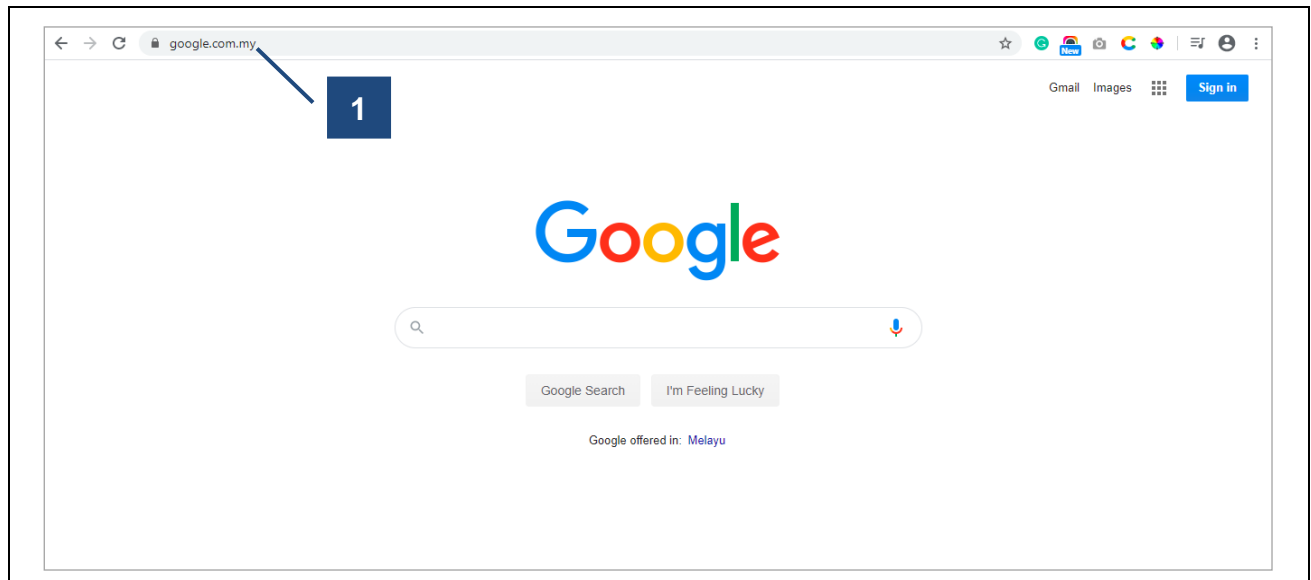 google.com.my
New
1
Gmail Images Sign in
Google
Google Search I'm Feeling Lucky
Google offered in: Melayu